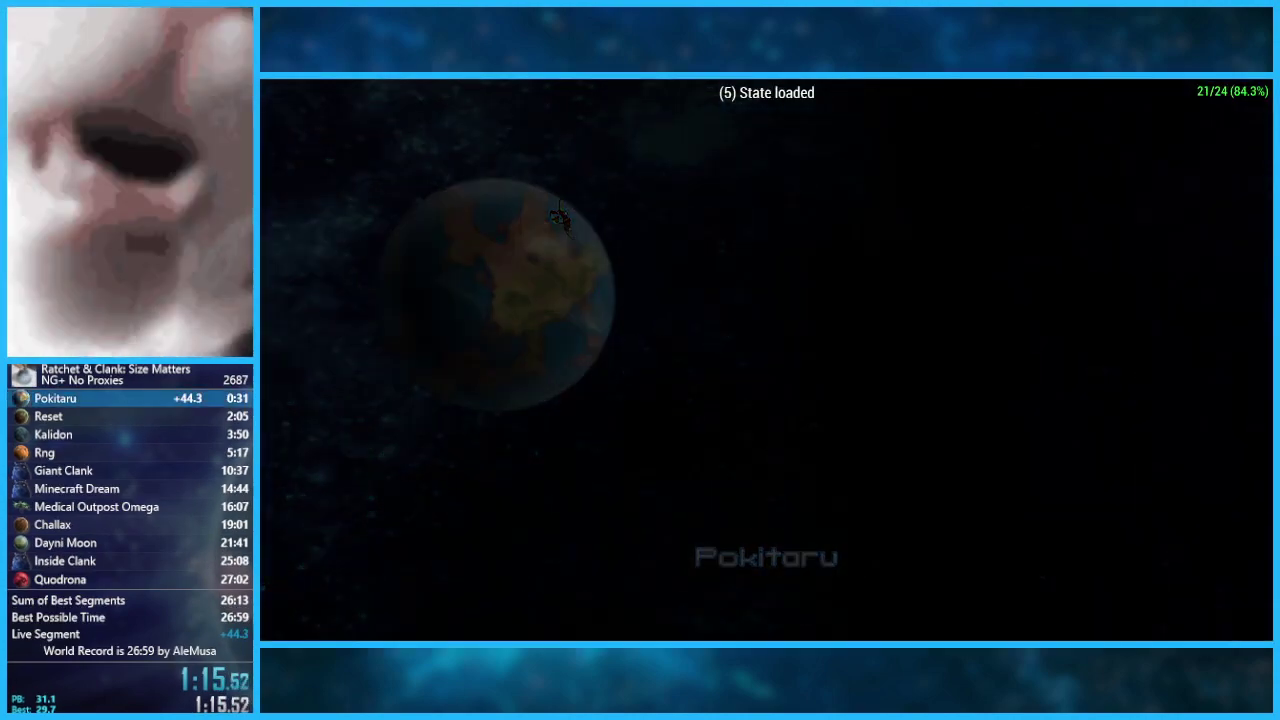 (5) State loaded
21/24 (84.3%)
Pokitaru
Ratchet & Clank: Size Matters
NG+ No Proxies 2687
Pokitaru +44.3 0:31
Reset 2:05
Kalidon 3:50
Rng 5:17
Giant Clank 10:37
Minecraft Dream 14:44
Medical Outpost Omega 16:07
Challax 19:01
Dayni Moon 21:41
Inside Clank 25:08
Quodrona 27:02
Sum of Best Segments 26:13
Best Possible Time 26:59
Live Segment +44.3
World Record is 26:59 by AleMusa
1:15.52
PB: 31.1
1:15.52
Best: 29.7